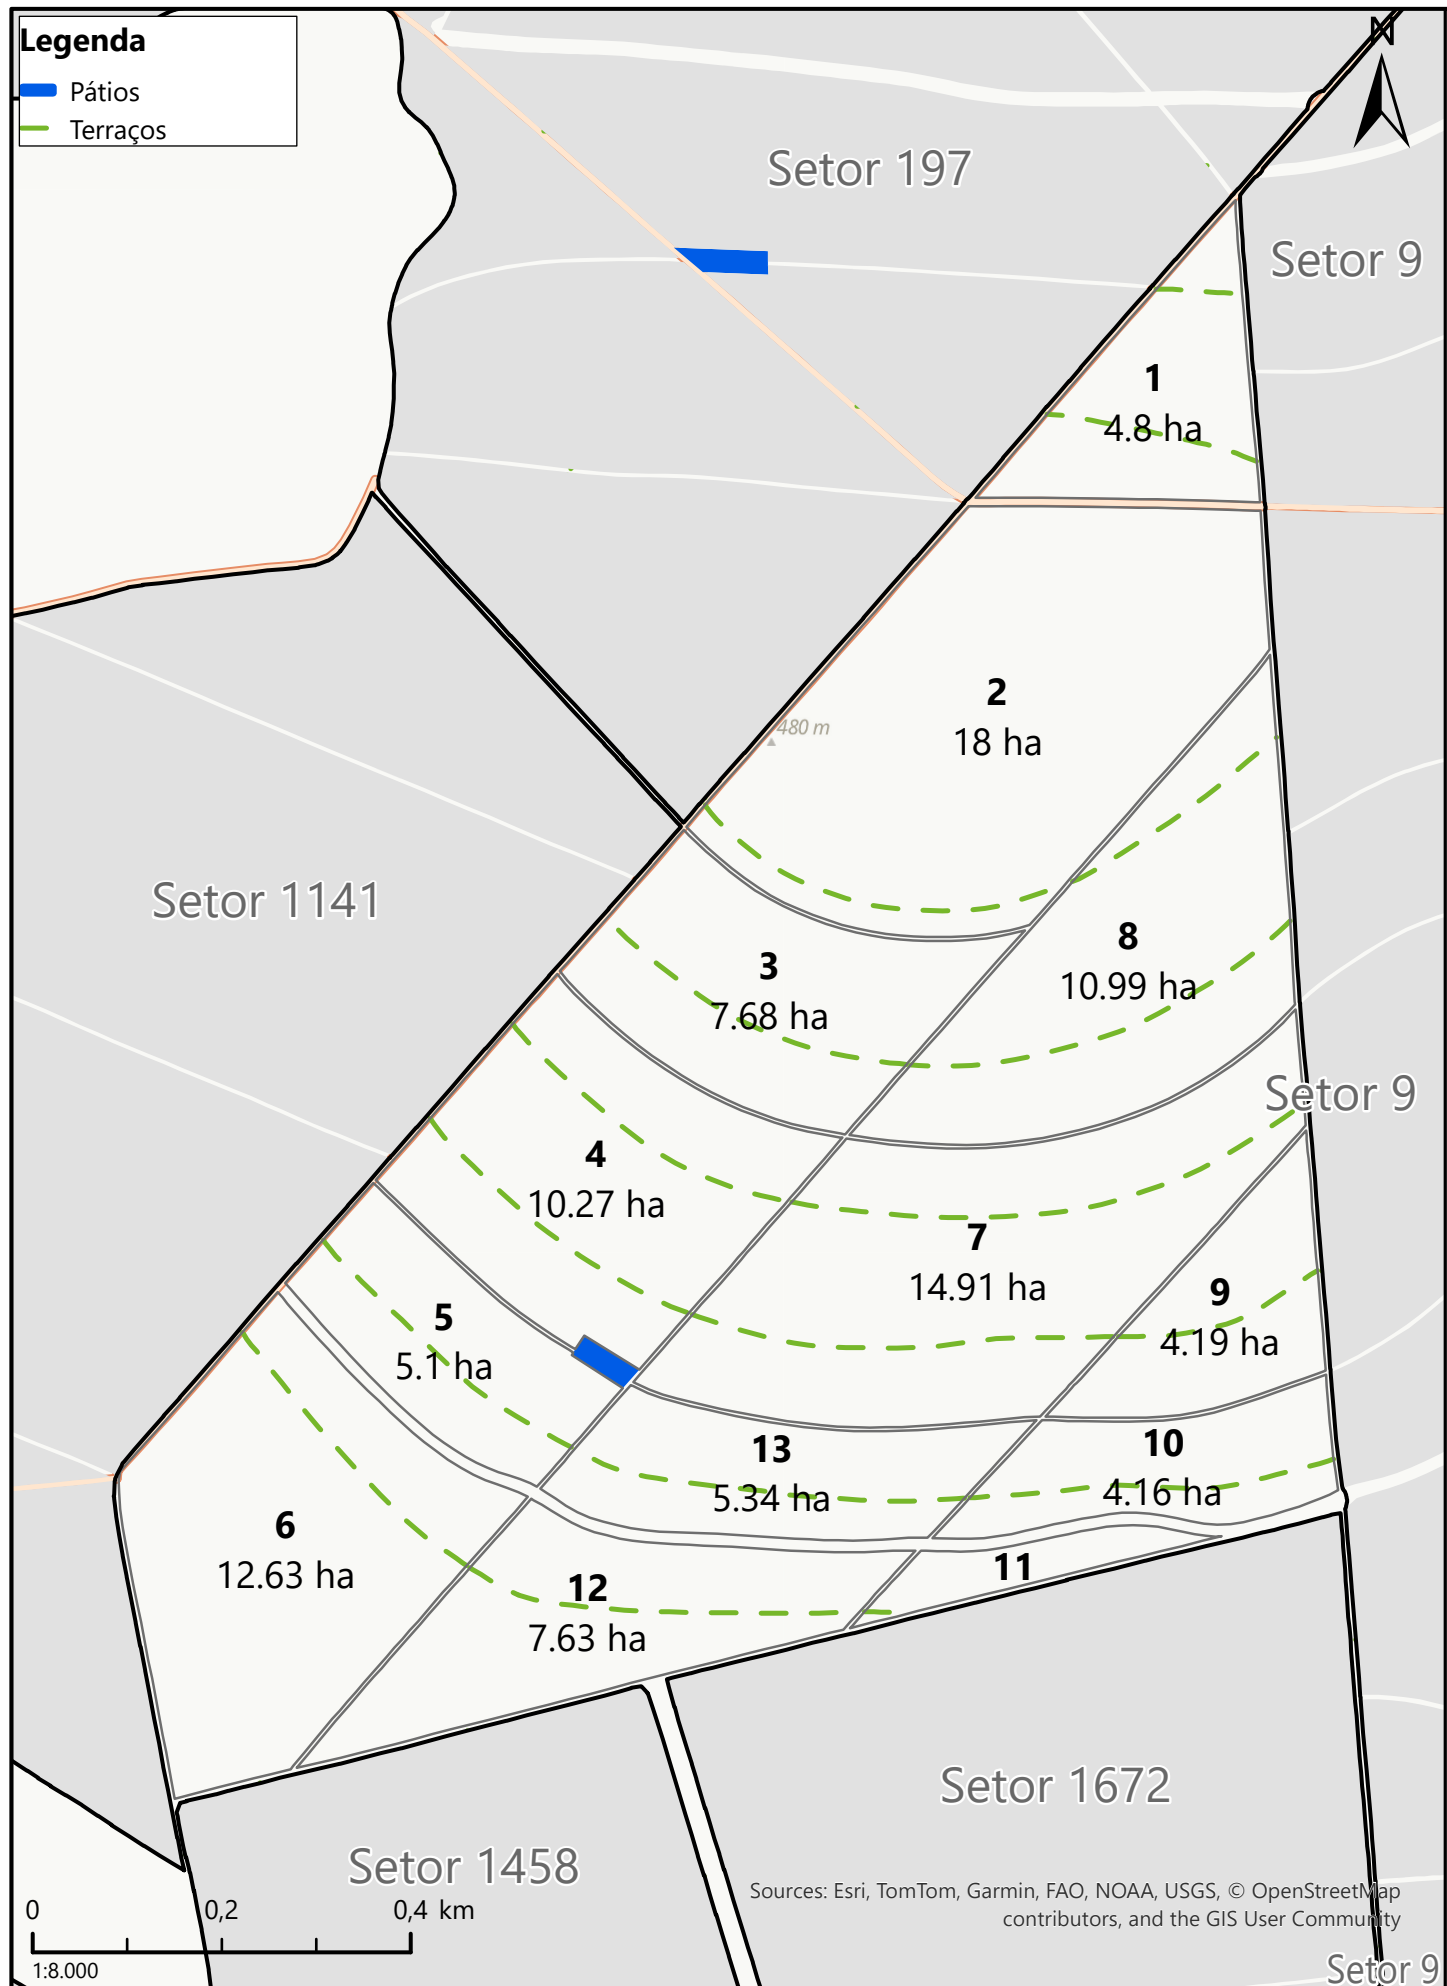 Legenda
Pátios
Terraços
N
Setor 197
Setor 9
1
4.8 ha
2
18 ha
480 m
Setor 1141
3
7.68 ha
8
10.99 ha
Setor 9
4
10.27 ha
7
14.91 ha
9
4.19 ha
5
5.1 ha
13
5.34 ha
10
4.16 ha
6
12.63 ha
12
7.63 ha
11
Setor 1672
Setor 1458
Sources: Esri, TomTom, Garmin, FAO, NOAA, USGS, © OpenStreetMap
contributors, and the GIS User Community
0 0,2 0,4 km
1:8.000
Setor 9